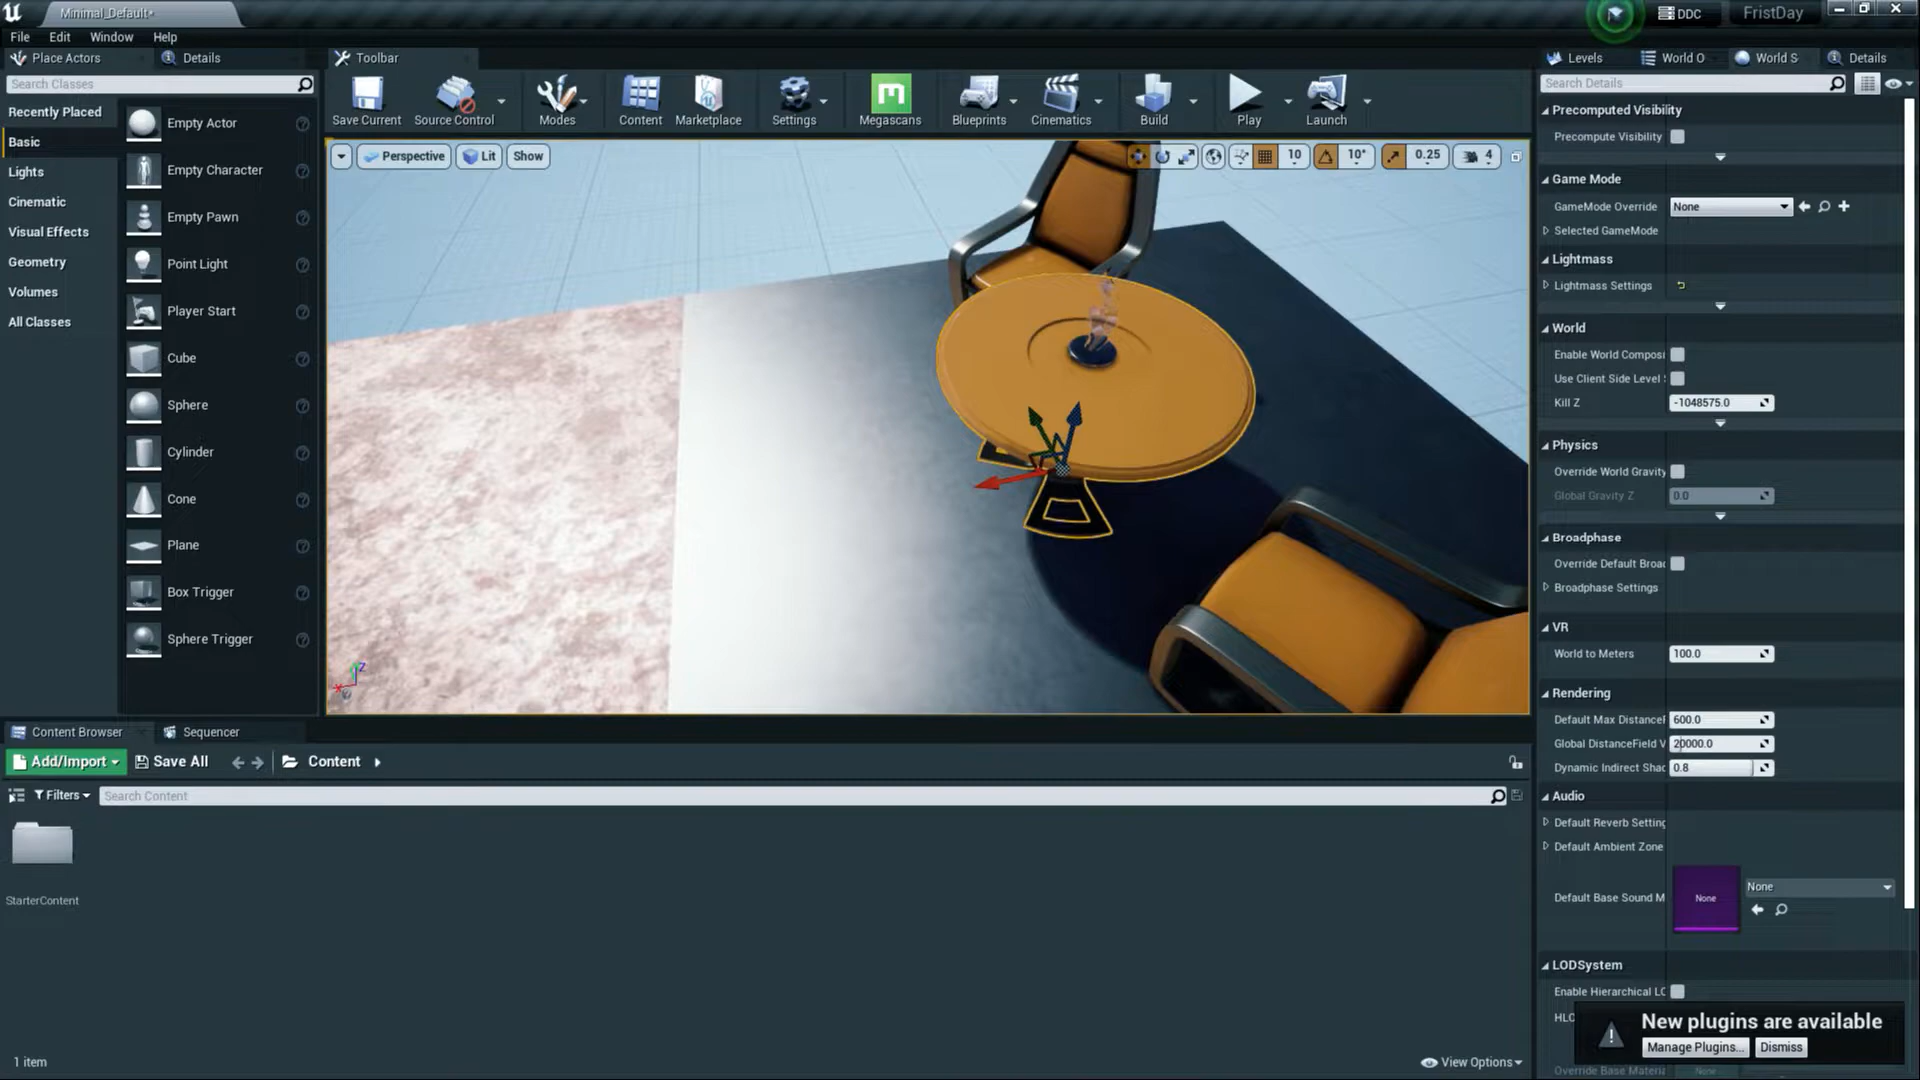 Minimal_Default*
DDC
FristDay
File Edit Window Help
Place Actors
Details
Toolbar
Levels
World O
World S
Details
Search Classes
Search Details
Recently Placed
Basic
Lights
Cinematic
Visual Effects
Geometry
Volumes
All Classes
Empty Actor
Empty Character
Empty Pawn
Point Light
Player Start
Cube
Sphere
Cylinder
Cone
Plane
Box Trigger
Sphere Trigger
Save Current
Source Control
Modes
Content
Marketplace
Settings
Megascans
Blueprints
Cinematics
Build
Play
Launch
Perspective
Lit
Show
10
10°
0.25
4
Z
X
Precomputed Visibility
Precompute Visibility
Game Mode
GameMode Override None
Selected GameMode
Lightmass
Lightmass Settings
World
Enable World Composi
Use Client Side Level
Kill Z -1048575.0
Physics
Override World Gravity
Global Gravity Z 0.0
Broadphase
Override Default Broad
Broadphase Settings
VR
World to Meters 100.0
Rendering
Default Max DistanceF 600.0
Global DistanceField V 20000.0
Dynamic Indirect Shac 0.8
Audio
Default Reverb Setting
Default Ambient Zone
Default Base Sound M None None
LODSystem
Enable Hierarchical LO
HLO
Override Base Materia None
New plugins are available
Manage Plugins... Dismiss
Content Browser
Sequencer
Add/Import
Save All
Content
Filters
Search Content
StarterContent
1 item
View Options